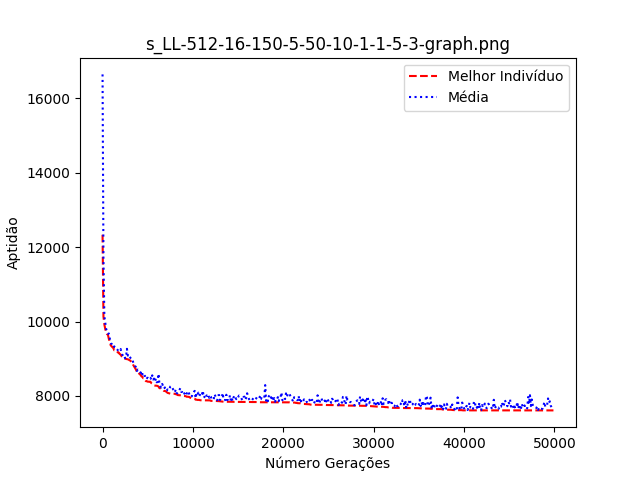 s_LL-512-16-150-5-50-10-1-1-5-3-graph.png
Melhor Indivíduo
Média
16000
14000
12000
10000
8000
Aptidão
0 10000 20000 30000 40000 50000
Número Gerações